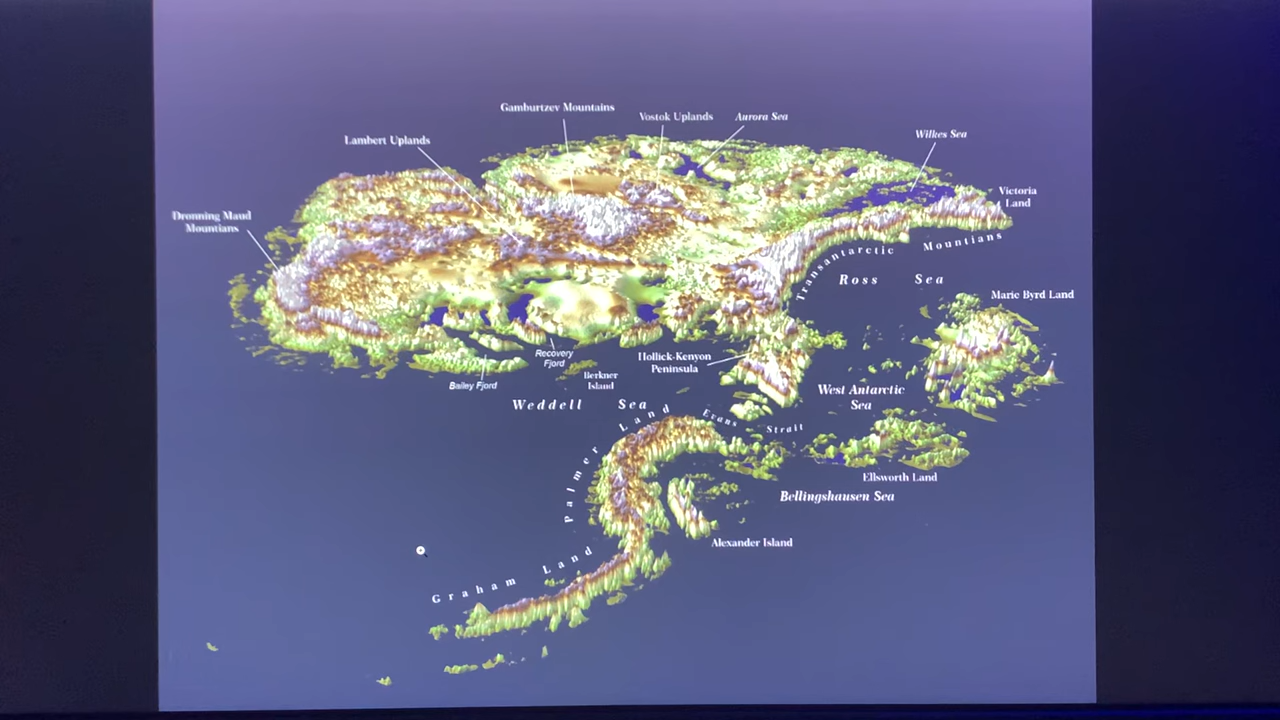 Gamburtzev Mountains
Vostok Uplands
Aurora Sea
Wilkes Sea
Lambert Uplands
Victoria
Land
Dronning Maud
Mountians
Transantarctic Mountians
Ross Sea
Marie Byrd Land
Recovery
Fjord
Hollick-Kenyon
Peninsula
Bailey Fjord
Berkner
Island
West Antarctic
Sea
Weddell Sea
Evans Strait
Palmer Land
Ellsworth Land
Bellingshausen Sea
Alexander Island
Graham Land